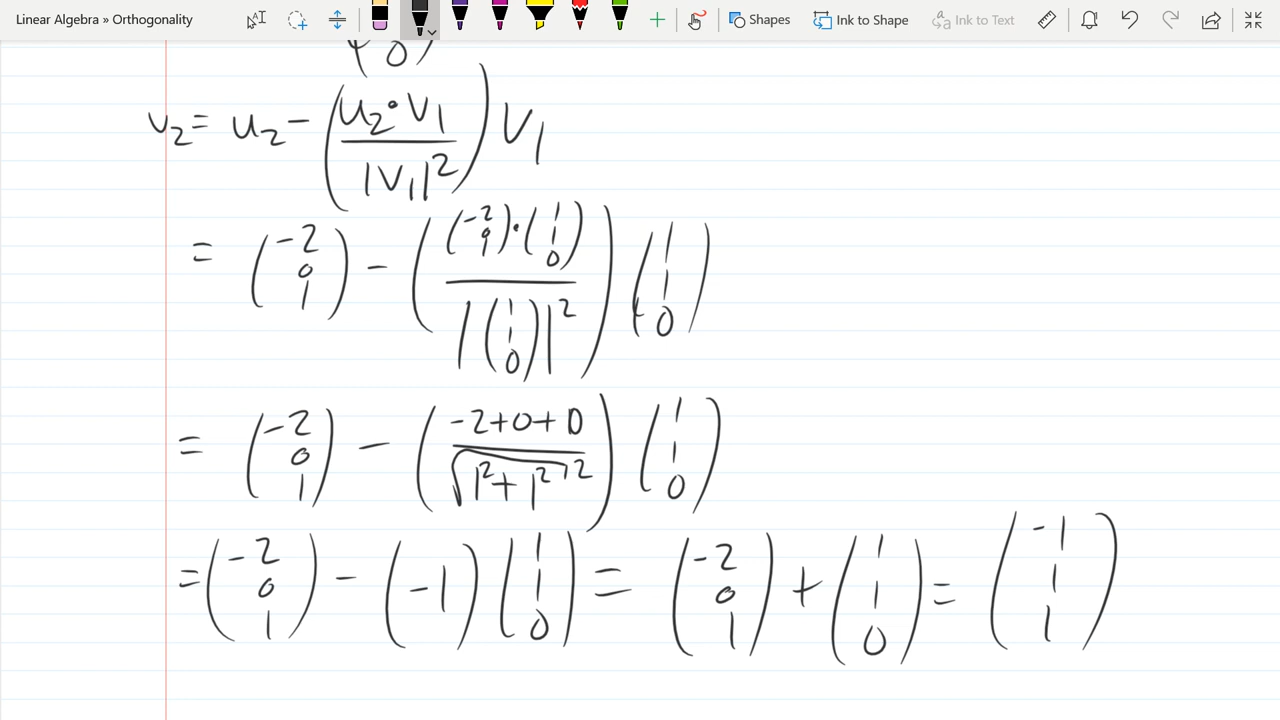 Linear Algebra » Orthogonality Shapes Ink to Shape Ink to Text
0
v₂ = u₂ − (u₂ • v₁ / |v₁|²) v₁
= (-2 0 1) − ((-2 0 1) • (1 1 0) / |(1 1 0)|²) (1 1 0)
= (-2 0 1) − (-2+0+0 / √1²+1² ²) (1 1 0)
= (-2 0 1) − (-1) (1 1 0) = (-2 0 1) + (1 1 0) = (-1 1 1)